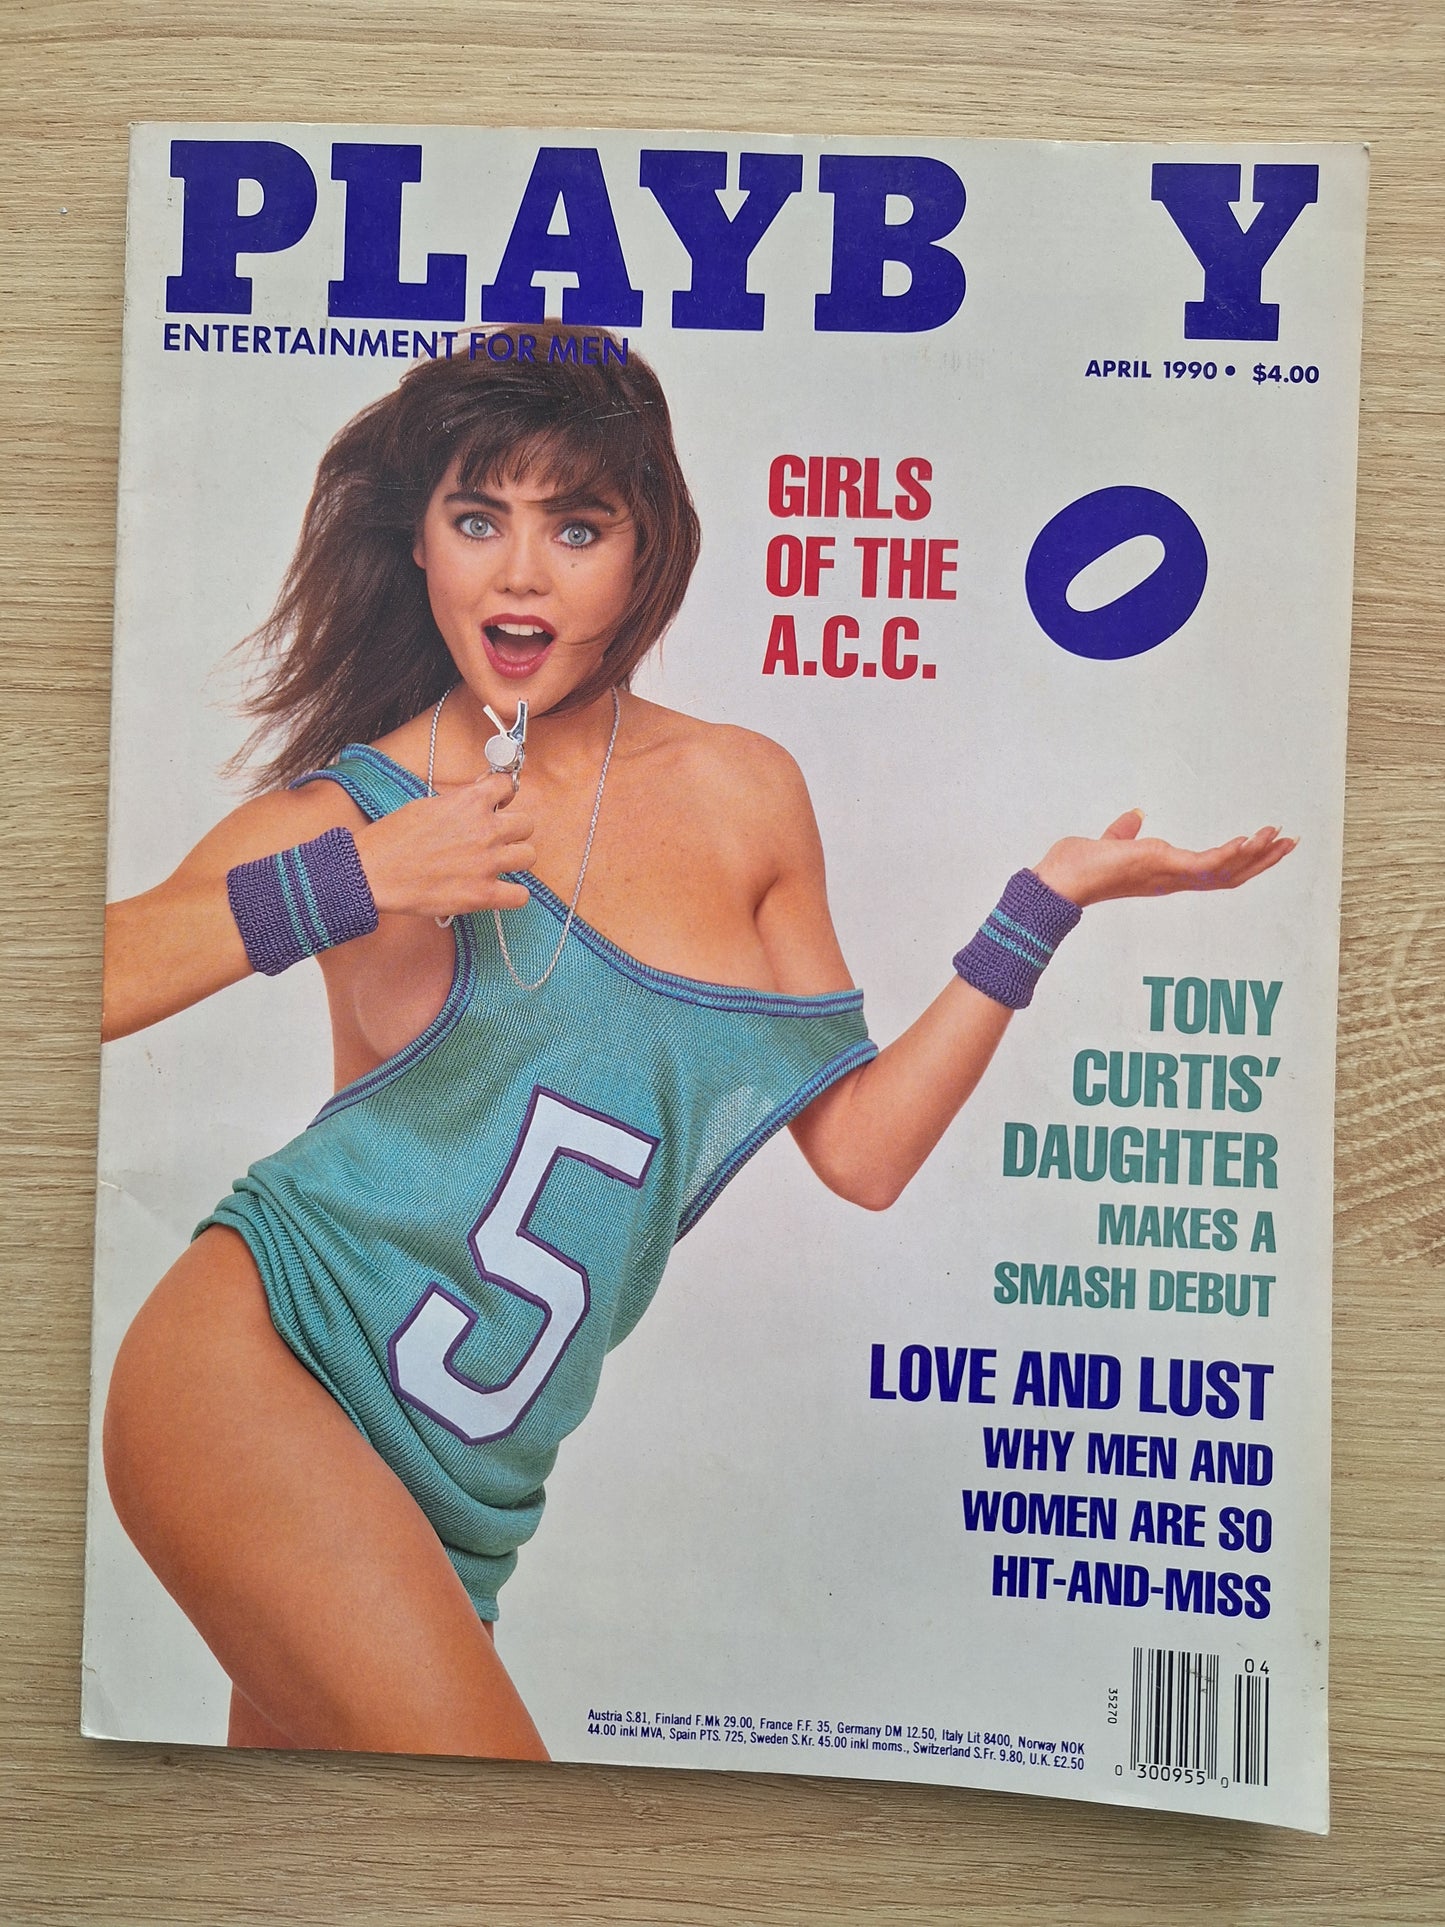 PLAYB Y
ENTERTAINMENT FOR MEN
APRIL 1990 • $4.00
O
GIRLS
OF THE
A.C.C.
5
TONY
CURTIS'
DAUGHTER
MAKES A
SMASH DEBUT
LOVE AND LUST
WHY MEN AND
WOMEN ARE SO
HIT-AND-MISS
Austria S.81, Finland F.Mk 29.00, France F.F. 35, Germany DM 12.50, Italy Lit 8400, Norway NOK
44.00 inkl MVA, Spain PTS. 725, Sweden S.Kr. 45.00 inkl moms., Switzerland S.Fr. 9.80, U.K. £2.50
35270
04
0 300955 0